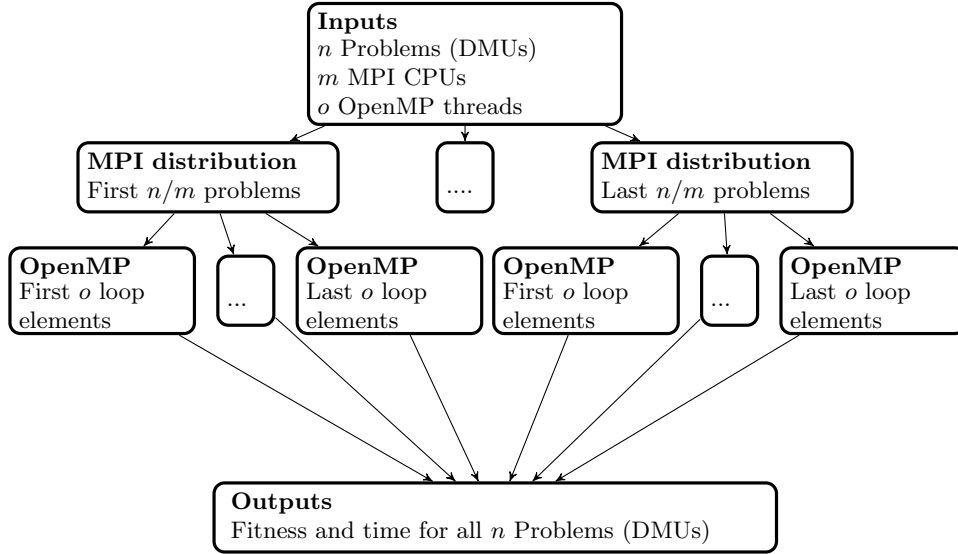 Inputs
n Problems (DMUs)
m MPI CPUs
o OpenMP threads
MPI distribution
First n/m problems
....
MPI distribution
Last n/m problems
OpenMP
First o loop
elements
...
OpenMP
Last o loop
elements
OpenMP
First o loop
elements
...
OpenMP
Last o loop
elements
Outputs
Fitness and time for all n Problems (DMUs)